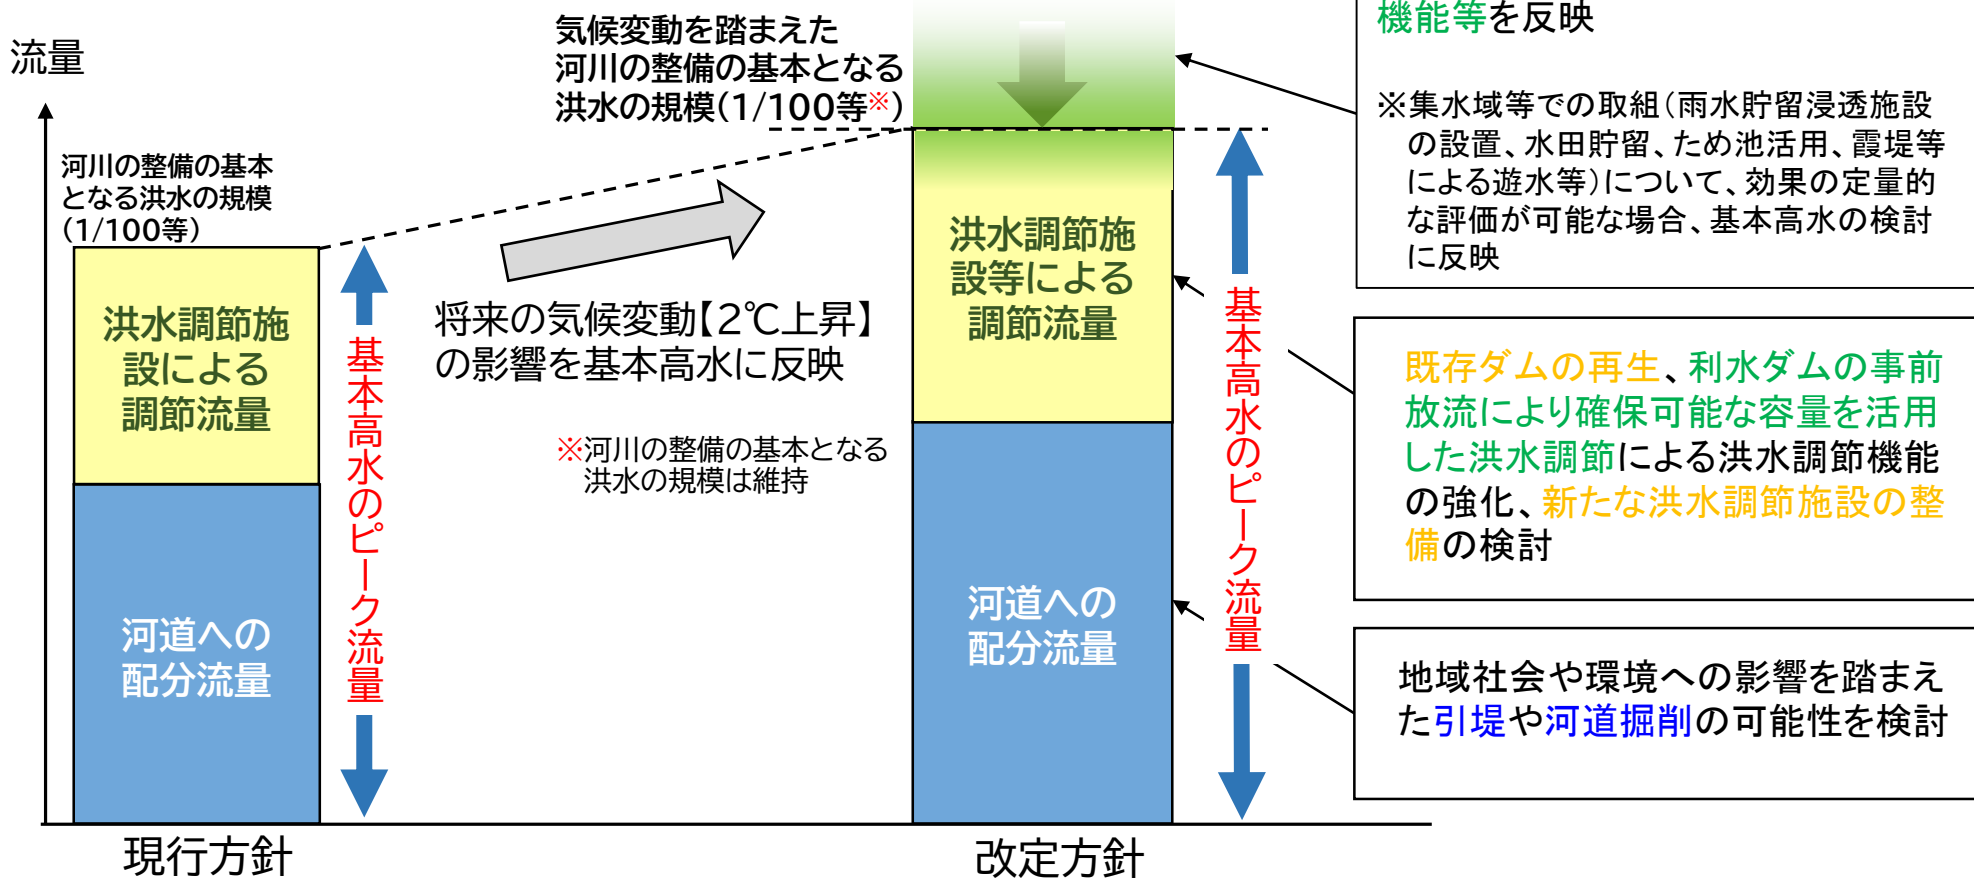 流量
気候変動を踏まえた
河川の整備の基本となる
洪水の規模(1/100等※)
機能等を反映
※集水域等での取組(雨水貯留浸透施設
の設置、水田貯留、ため池活用、霞堤等
による遊水等)について、効果の定量的
な評価が可能な場合、基本高水の検討
に反映
河川の整備の基本
となる洪水の規模
(1/100等)
洪水調節施
設による
調節流量
河道への
配分流量
基本高水のピーク流量
将来の気候変動【2℃上昇】
の影響を基本高水に反映
※河川の整備の基本となる
洪水の規模は維持
洪水調節施
設等による
調節流量
河道への
配分流量
基本高水のピーク流量
既存ダムの再生、利水ダムの事前
放流により確保可能な容量を活用
した洪水調節による洪水調節機能
の強化、新たな洪水調節施設の整
備の検討
地域社会や環境への影響を踏まえ
た引堤や河道掘削の可能性を検討
現行方針
改定方針